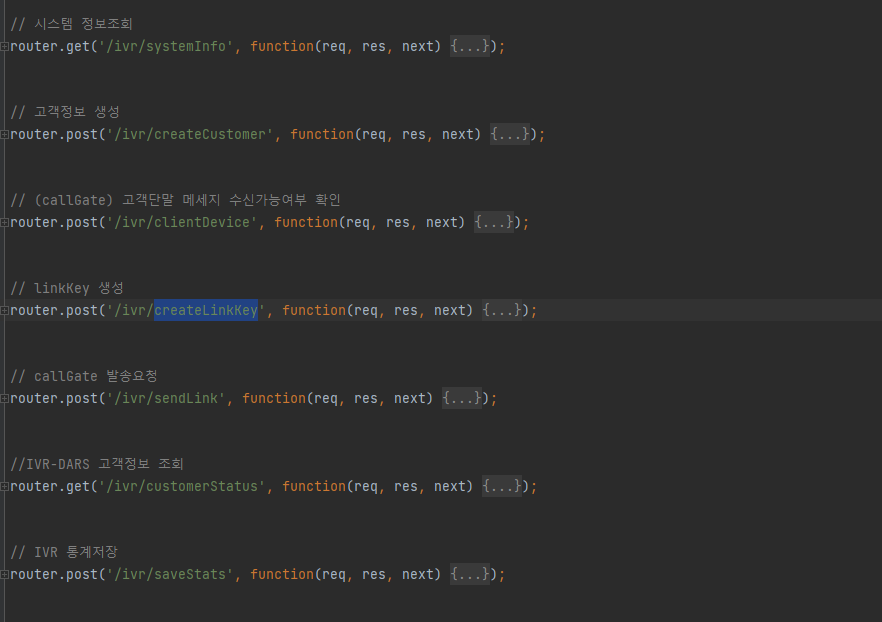 // 시스템 정보조회
router.get('/ivr/systemInfo', function(req, res, next) {...});
// 고객정보 생성
router.post('/ivr/createCustomer', function(req, res, next) {...});
// (callGate) 고객단말 메세지 수신가능여부 확인
router.post('/ivr/clientDevice', function(req, res, next) {...});
// linkKey 생성
router.post('/ivr/createLinkKey', function(req, res, next) {...});
// callGate 발송요청
router.post('/ivr/sendLink', function(req, res, next) {...});
//IVR-DARS 고객정보 조회
router.get('/ivr/customerStatus', function(req, res, next) {...});
// IVR 통계저장
router.post('/ivr/saveStats', function(req, res, next) {...});